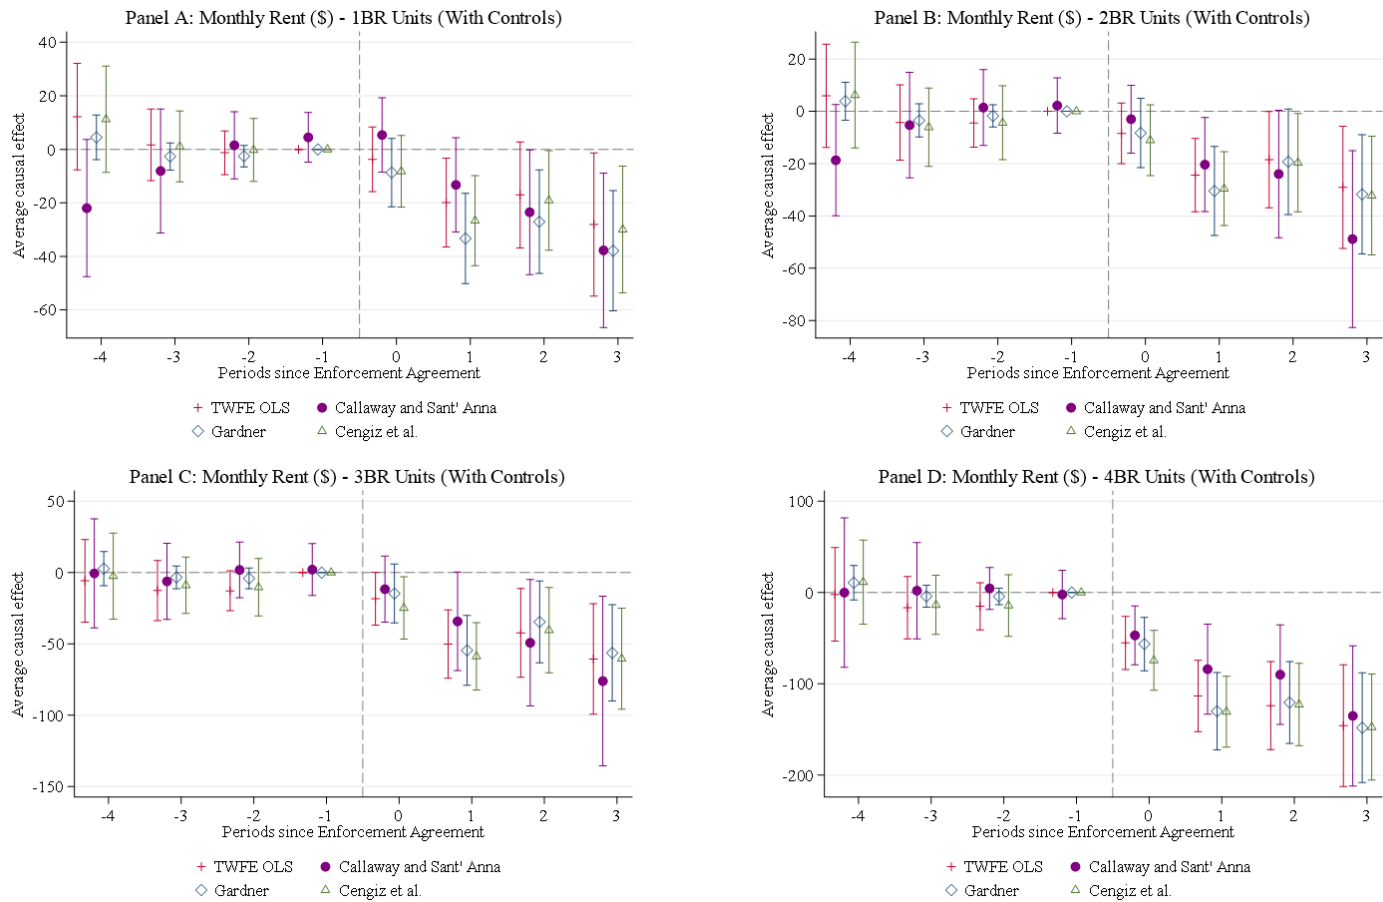 Panel A: Monthly Rent ($) - 1BR Units (With Controls)
Average causal effect
40
20
0
-20
-40
-60
-4 -3 -2 -1 0 1 2 3
Periods since Enforcement Agreement
TWFE OLS Callaway and Sant' Anna
Gardner Cengiz et al.
Panel B: Monthly Rent ($) - 2BR Units (With Controls)
Average causal effect
20
0
-20
-40
-60
-80
-4 -3 -2 -1 0 1 2 3
Periods since Enforcement Agreement
TWFE OLS Callaway and Sant' Anna
Gardner Cengiz et al.
Panel C: Monthly Rent ($) - 3BR Units (With Controls)
Average causal effect
50
0
-50
-100
-150
-4 -3 -2 -1 0 1 2 3
Periods since Enforcement Agreement
TWFE OLS Callaway and Sant' Anna
Gardner Cengiz et al.
Panel D: Monthly Rent ($) - 4BR Units (With Controls)
Average causal effect
100
0
-100
-200
-4 -3 -2 -1 0 1 2 3
Periods since Enforcement Agreement
TWFE OLS Callaway and Sant' Anna
Gardner Cengiz et al.